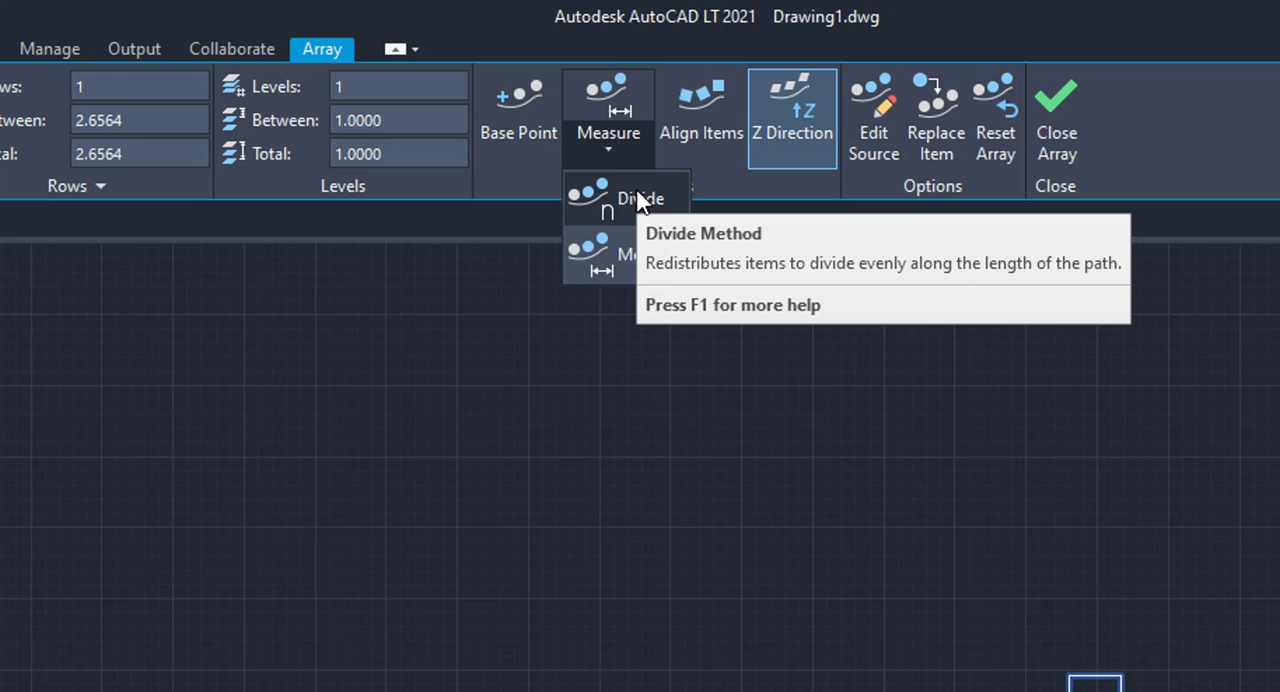 Autodesk AutoCAD LT 2021 Drawing1.dwg
Manage Output Collaborate Array
ws: 1 Levels: 1
tween: 2.6564 Between: 1.0000
al: 2.6564 Total: 1.0000
Rows Levels
Base Point Measure Align Items Z Direction
Z
Edit Source Replace Item Reset Array Close Array
s Options Close
n Divide
Me
Divide Method
Redistributes items to divide evenly along the length of the path.
Press F1 for more help